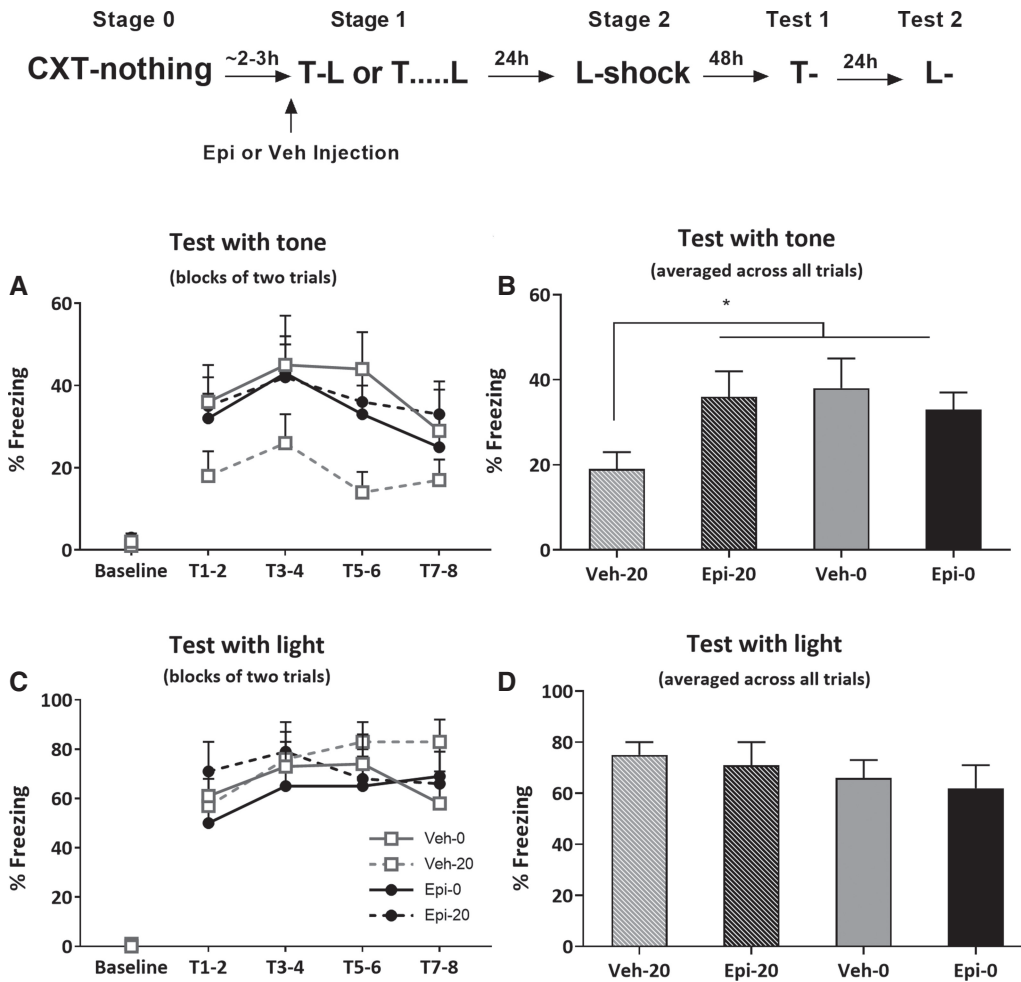 Stage 0 Stage 1 Stage 2 Test 1 Test 2
CXT-nothing ~2-3h T-L or T.....L 24h L-shock 48h T- 24h L-
Epi or Veh Injection
Test with tone
(blocks of two trials)
A
% Freezing
60
40
20
0
Baseline T1-2 T3-4 T5-6 T7-8
Test with tone
(averaged across all trials)
B
% Freezing
60
40
20
0
*
Veh-20 Epi-20 Veh-0 Epi-0
Test with light
(blocks of two trials)
C
% Freezing
100
80
60
40
20
0
Veh-0
Veh-20
Epi-0
Epi-20
Baseline T1-2 T3-4 T5-6 T7-8
Test with light
(averaged across all trials)
D
% Freezing
100
80
60
40
20
0
Veh-20 Epi-20 Veh-0 Epi-0